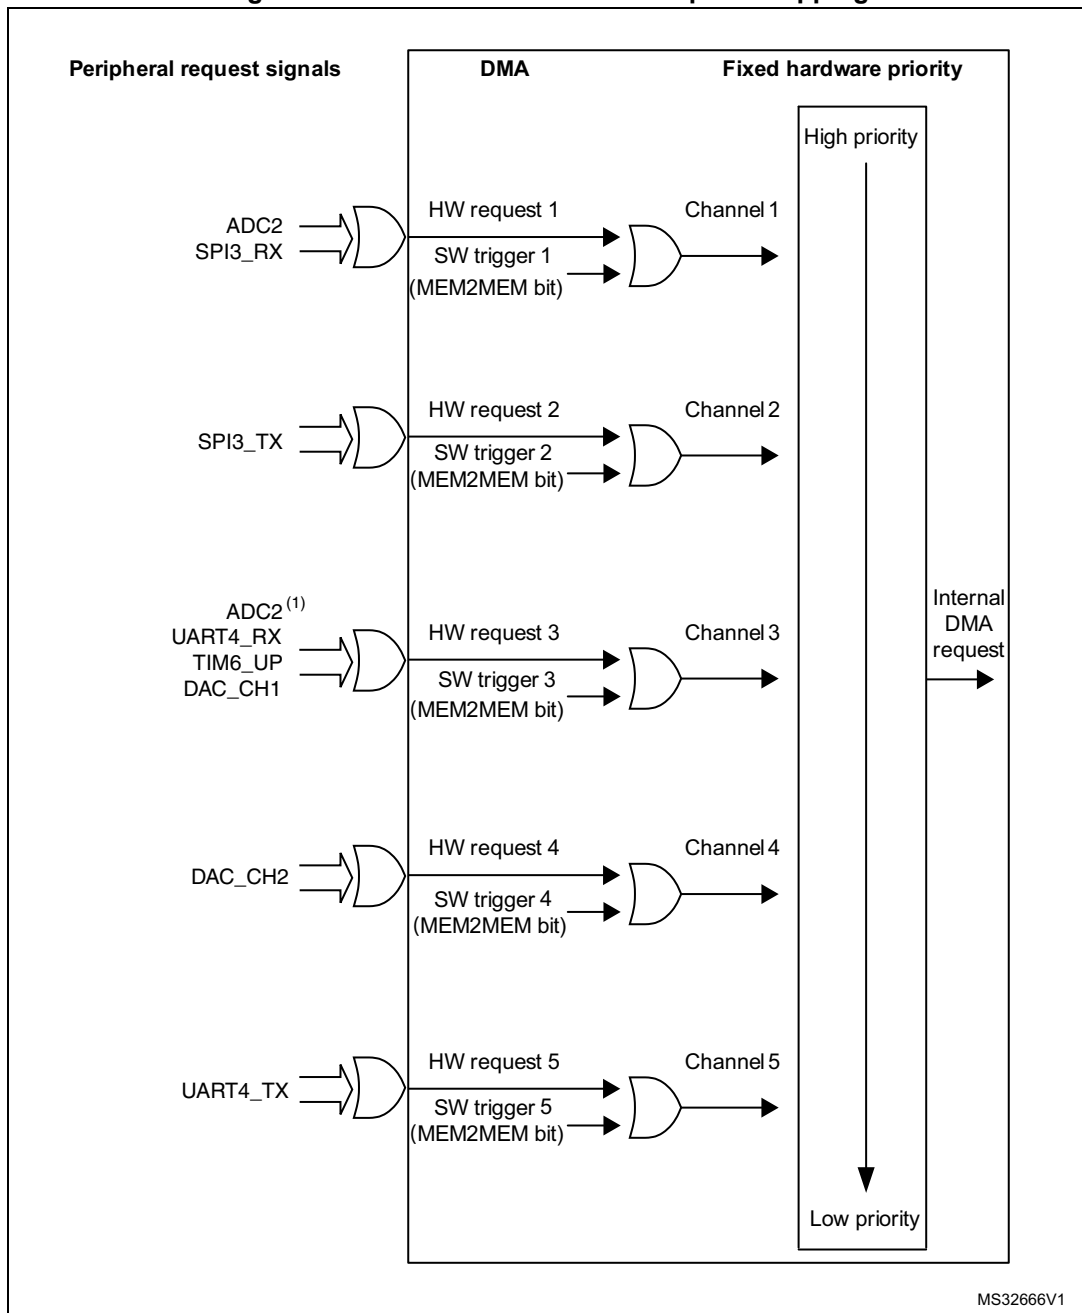 Peripheral request signals
DMA
Fixed hardware priority
High priority
ADC2
SPI3_RX
HW request 1
SW trigger 1
(MEM2MEM bit)
Channel 1
SPI3_TX
HW request 2
SW trigger 2
(MEM2MEM bit)
Channel 2
ADC2(1)
UART4_RX
TIM6_UP
DAC_CH1
HW request 3
SW trigger 3
(MEM2MEM bit)
Channel 3
Internal
DMA
request
DAC_CH2
HW request 4
SW trigger 4
(MEM2MEM bit)
Channel 4
UART4_TX
HW request 5
SW trigger 5
(MEM2MEM bit)
Channel 5
Low priority
MS32666V1